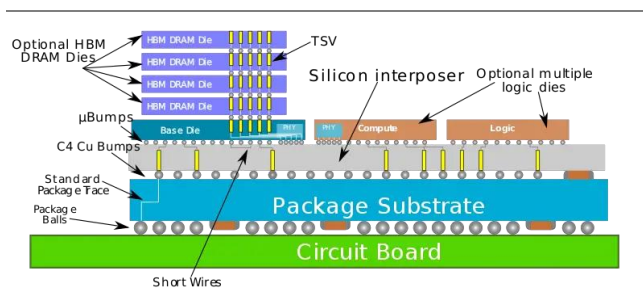 Optional HBM
DRAM Dies
HBM DRAM Die
HBM DRAM Die
HBM DRAM Die
HBM DRAM Die
TSV
Silicon interposer
Optional multiple
logic dies
μBumps
Base Die
PHY
PHY
Compute
Logic
C4 Cu Bumps
Standard
Package Trace
Package
Balls
Package Substrate
Circuit Board
Short Wires